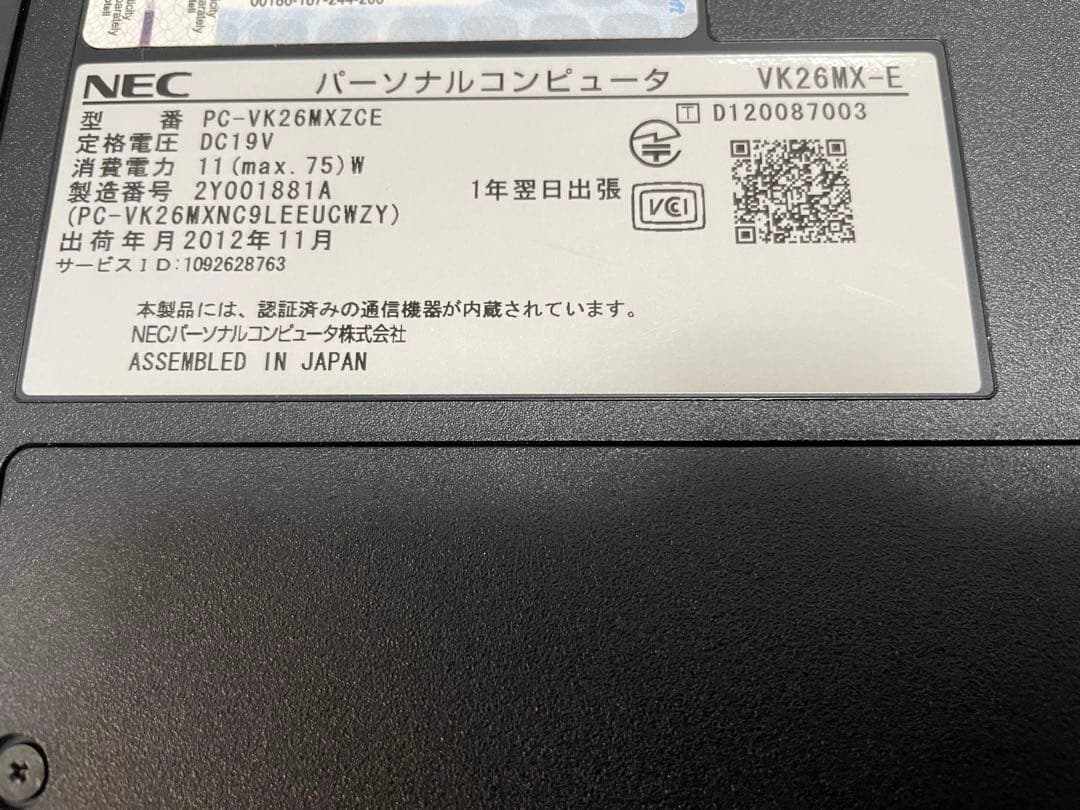 00186-187-244-200
NEC パーソナルコンピュータ VK26MX-E
型 番 PC-VK26MXZCE
T D120087003
定格電圧 DC19V
消費電力 11(max.75)W
製造番号 2Y001881A
1年翌日出張
VCI
(PC-VK26MXNC9LEEUCWZY)
出荷年月2012年11月
サービスID:1092628763
本製品には、認証済みの通信機器が内蔵されています。
NECパーソナルコンピュータ株式会社
ASSEMBLED IN JAPAN